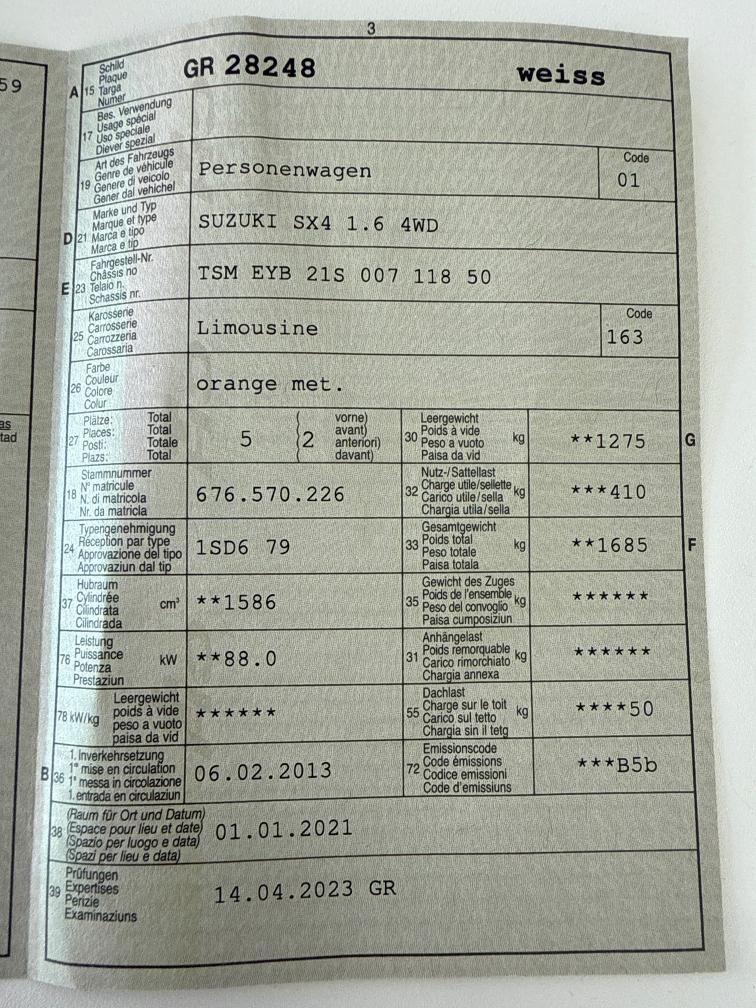 3
59
as
tad
A 15 Schild
Plaque
Targa
Numer
GR 28248 weiss
17 Bes. Verwendung
Usage spécial
Uso speciale
Diever spezial
19 Art des Fahrzeugs
Genre de véhicule
Genere di veicolo
Gener dal vehichel
Personenwagen
Code
01
D 21 Marke und Typ
Marque et type
Marca e tipo
Marca e tip
SUZUKI SX4 1.6 4WD
E 23 Fahrgestell-Nr.
Châssis no
Telaio n.
Schassis nr.
TSM EYB 21S 007 118 50
25 Karosserie
Carrosserie
Carrozzeria
Carossaria
Limousine
Code
163
26 Farbe
Couleur
Colore
Colur
orange met.
27 Plätze: Total
Places: Total
Posti: Totale
Plazs: Total
5 (2 vorne)
avant)
anteriori)
davant)
30 Leergewicht
Poids à vide
Peso a vuoto
Paisa da vid
kg
**1275
G
18 Stammnummer
N° matricule
N. di matricola
Nr. da matricla
676.570.226
32 Nutz-/Sattellast
Charge utile/sellette
Carico utile/sella
Chargia utila/sella
kg
***410
24 Typengenehmigung
Réception par type
Approvazione del tipo
Approvaziun dal tip
1SD6 79
33 Gesamtgewicht
Poids total
Peso totale
Paisa totala
kg
**1685
F
37 Hubraum
Cylindrée
Cilindrata
Cilindrada
cm³
**1586
35 Gewicht des Zuges
Poids de l'ensemble
Peso del convoglio
Paisa cumposiziun
kg
******
76 Leistung
Puissance
Potenza
Prestaziun
kW
**88.0
31 Anhängelast
Poids remorquable
Carico rimorchiato
Chargia annexa
kg
******
78 kW/kg Leergewicht
poids à vide
peso a vuoto
paisa da vid
******
55 Dachlast
Charge sur le toit
Carico sul tetto
Chargia sin il tetg
kg
****50
B 36 1. Inverkehrsetzung
1re mise en circulation
1a messa in circolazione
1. entrada en circulaziun
06.02.2013
72 Emissionscode
Code émissions
Codice emissioni
Code d'emissiuns
***B5b
38 (Raum für Ort und Datum)
(Espace pour lieu et date)
(Spazio per luogo e data)
(Spazi per lieu e data)
01.01.2021
39 Prüfungen
Expertises
Perizie
Examinaziuns
14.04.2023 GR